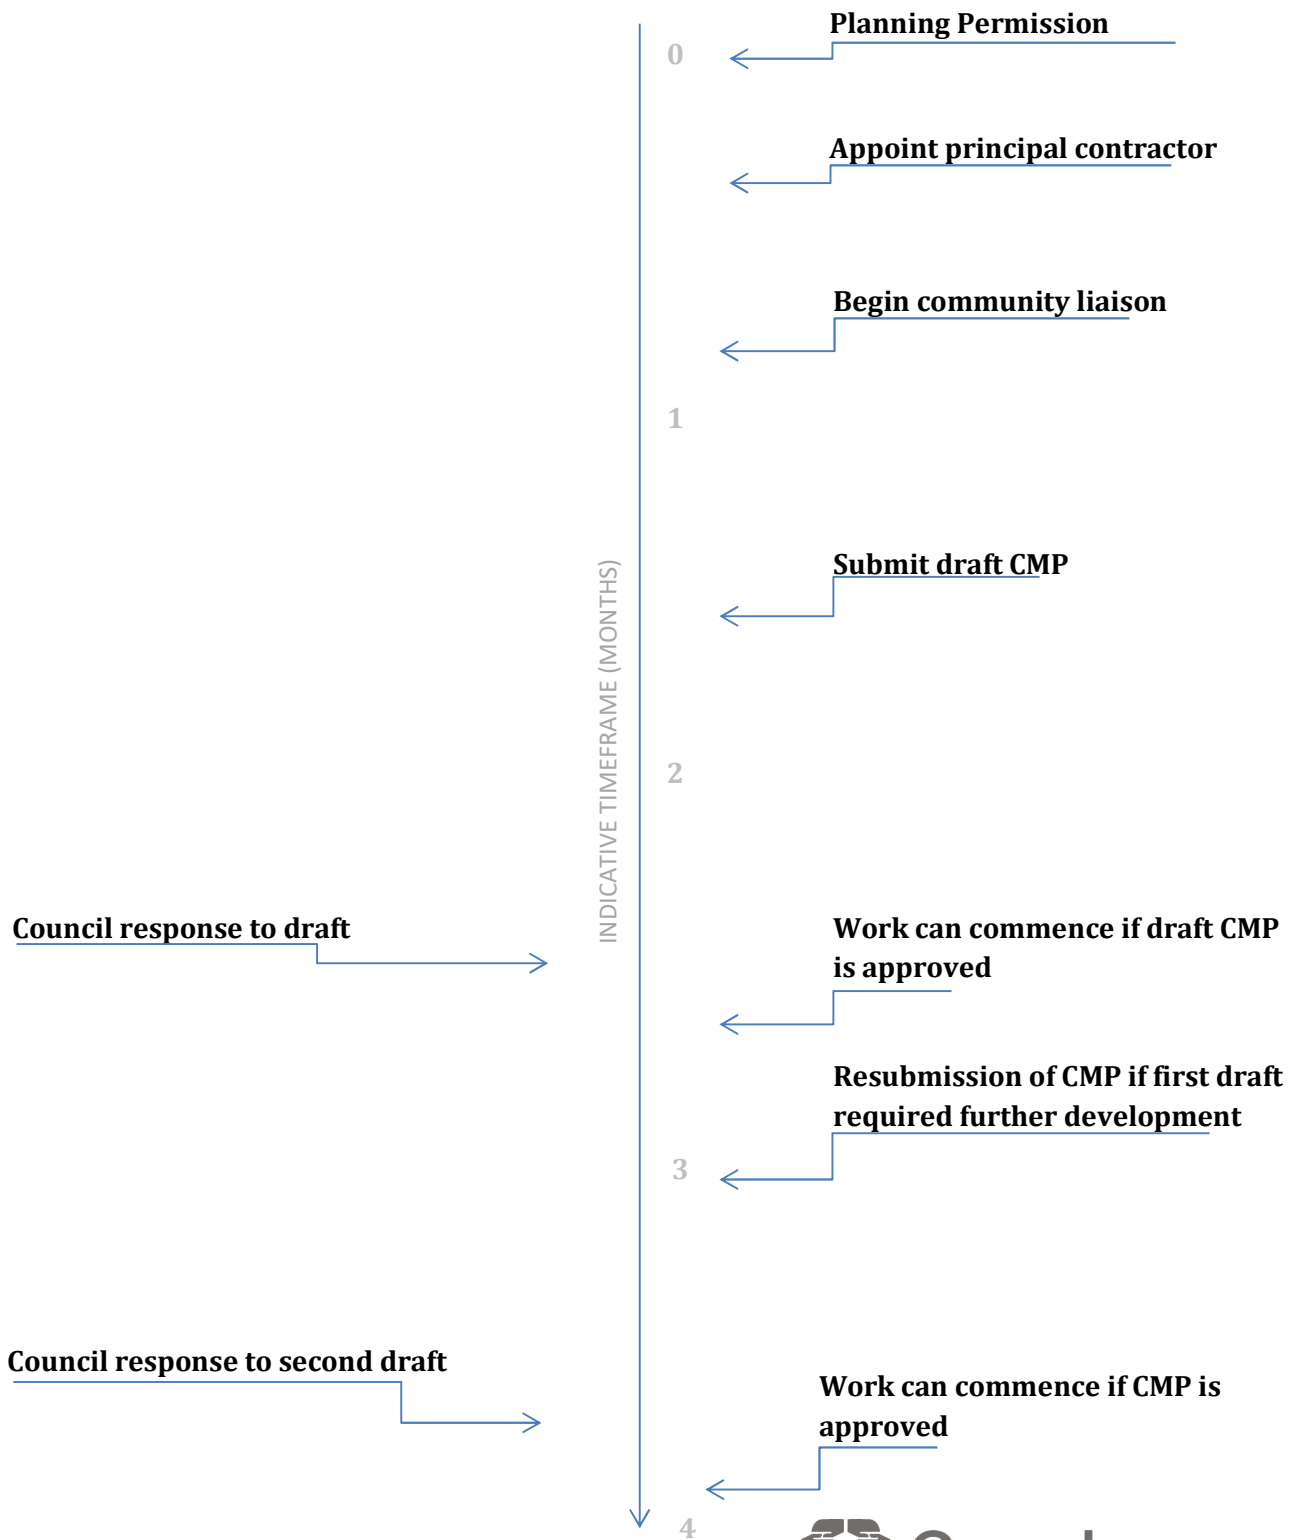 Planning Permission
0
Appoint principal contractor
Begin community liaison
1
Submit draft CMP
INDICATIVE TIMEFRAME (MONTHS)
2
Council response to draft
Work can commence if draft CMP
is approved
Resubmission of CMP if first draft
required further development
3
Council response to second draft
Work can commence if CMP is
approved
4